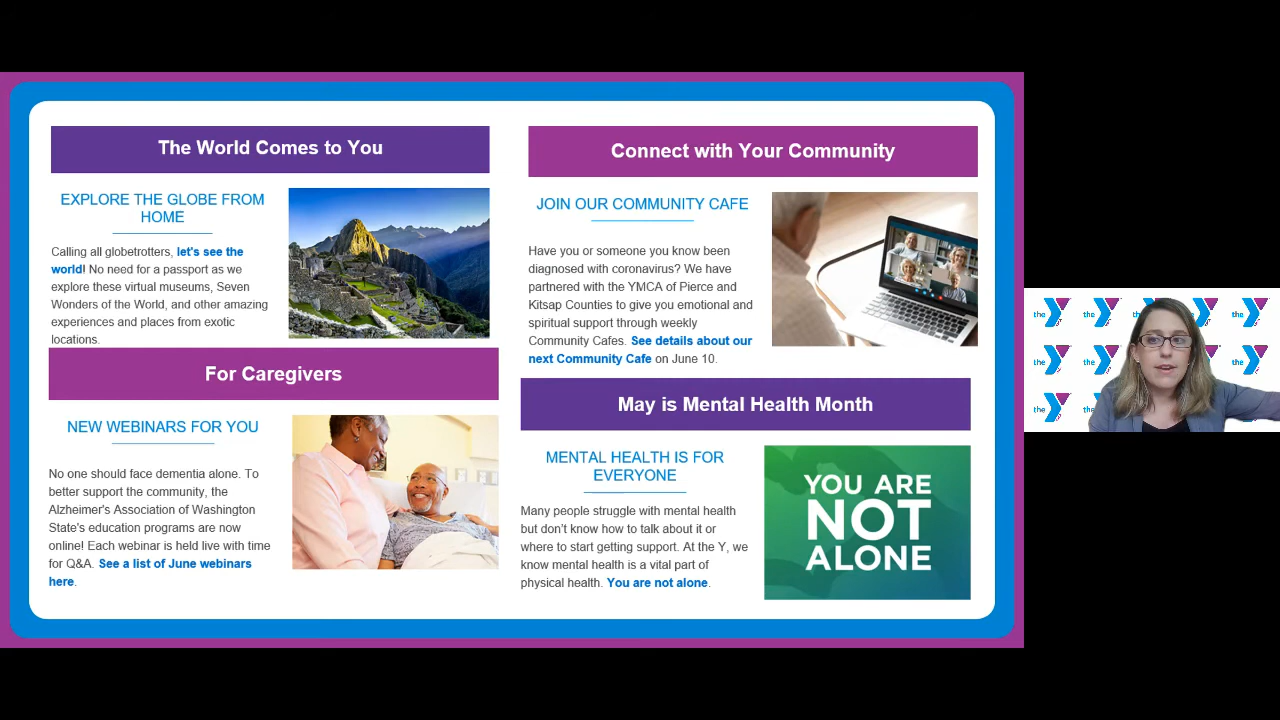 The World Comes to You
EXPLORE THE GLOBE FROM
HOME
Calling all globetrotters, let's see the
world! No need for a passport as we
explore these virtual museums, Seven
Wonders of the World, and other amazing
experiences and places from exotic
locations.
For Caregivers
NEW WEBINARS FOR YOU
No one should face dementia alone. To
better support the community, the
Alzheimer's Association of Washington
State's education programs are now
online! Each webinar is held live with time
for Q&A. See a list of June webinars
here.
Connect with Your Community
JOIN OUR COMMUNITY CAFE
Have you or someone you know been
diagnosed with coronavirus? We have
partnered with the YMCA of Pierce and
Kitsap Counties to give you emotional and
spiritual support through weekly
Community Cafes. See details about our
next Community Cafe on June 10.
May is Mental Health Month
MENTAL HEALTH IS FOR
EVERYONE
Many people struggle with mental health
but don't know how to talk about it or
where to start getting support. At the Y, we
know mental health is a vital part of
physical health. You are not alone.
YOU ARE
NOT
ALONE
the
the
the
the
the
the
the